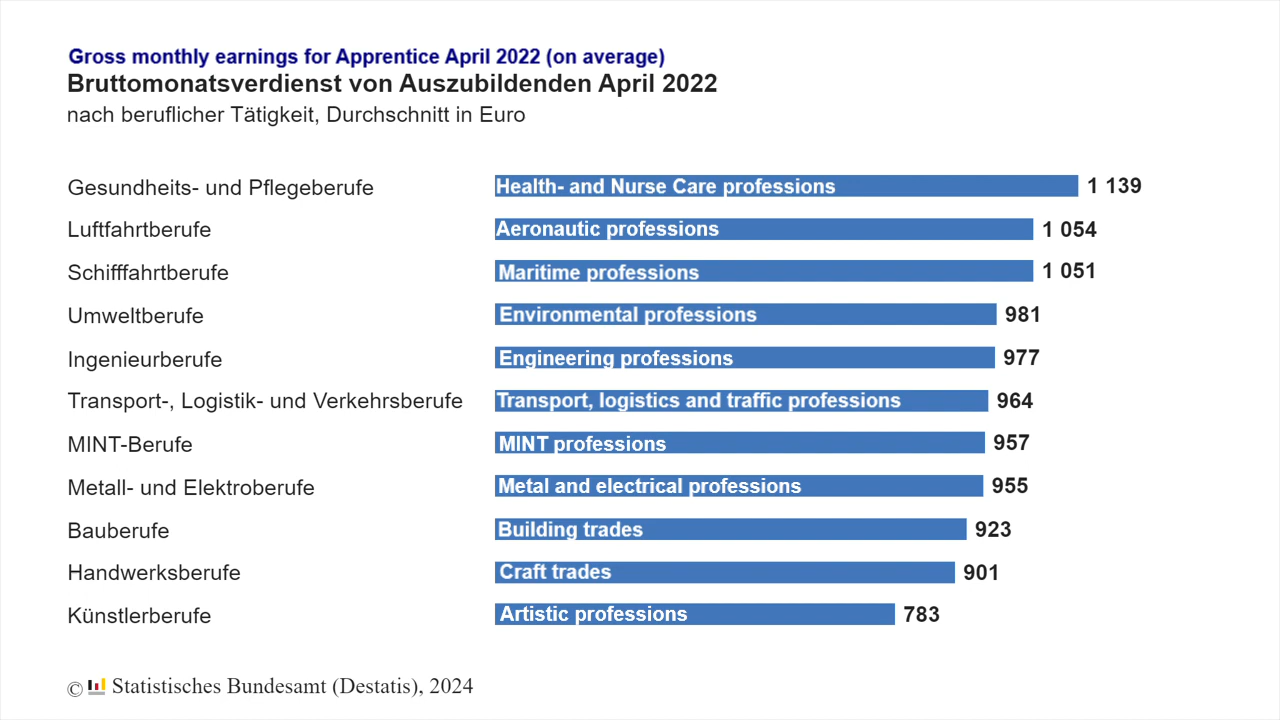 Gross monthly earnings for Apprentice April 2022 (on average)
Bruttomonatsverdienst von Auszubildenden April 2022
nach beruflicher Tätigkeit, Durchschnitt in Euro
Gesundheits- und Pflegeberufe Health- and Nurse Care professions 1 139
Luftfahrtberufe Aeronautic professions 1 054
Schifffahrtberufe Maritime professions 1 051
Umweltberufe Environmental professions 981
Ingenieurberufe Engineering professions 977
Transport-, Logistik- und Verkehrsberufe Transport, logistics and traffic professions 964
MINT-Berufe MINT professions 957
Metall- und Elektroberufe Metal and electrical professions 955
Bauberufe Building trades 923
Handwerksberufe Craft trades 901
Künstlerberufe Artistic professions 783
© Statistisches Bundesamt (Destatis), 2024